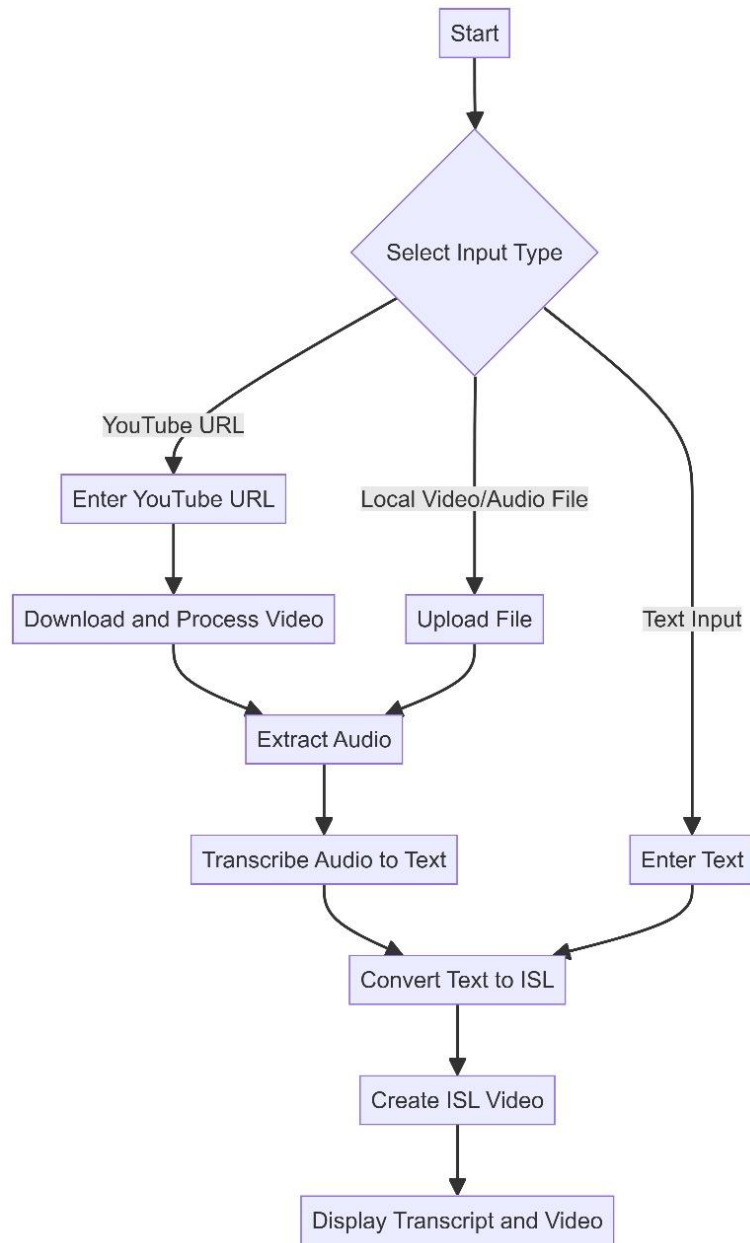 Start
Select Input Type
YouTube URL
Enter YouTube URL
Local Video/Audio File
Download and Process Video
Upload File
Text Input
Extract Audio
Transcribe Audio to Text
Enter Text
Convert Text to ISL
Create ISL Video
Display Transcript and Video